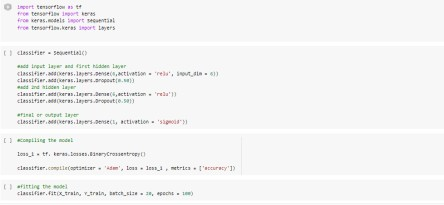 import tensorflow as tf
from tensorflow import keras
from keras.models import Sequential
from tensorflow.keras import layers
[ ] classifier = Sequential()
#add input layer and first hidden layer
classifier.add(keras.layers.Dense(6,activation = 'relu', input_dim = 6))
classifier.add(keras.layers.Dropout(0.50))
#add 2nd hidden layer
classifier.add(keras.layers.Dense(6,activation = 'relu'))
classifier.add(keras.layers.Dropout(0.50))
#final or output layer
classifier.add(keras.layers.Dense(1, activation = 'sigmoid'))
[ ] #Compiling the model
loss_1 = tf. keras.losses.BinaryCrossentropy()
classifier.compile(optimizer = 'Adam', loss = loss_1 , metrics = ['accuracy'])
[ ] #fitting the model
classifier.fit(X_train, Y_train, batch_size = 10, epochs = 100)